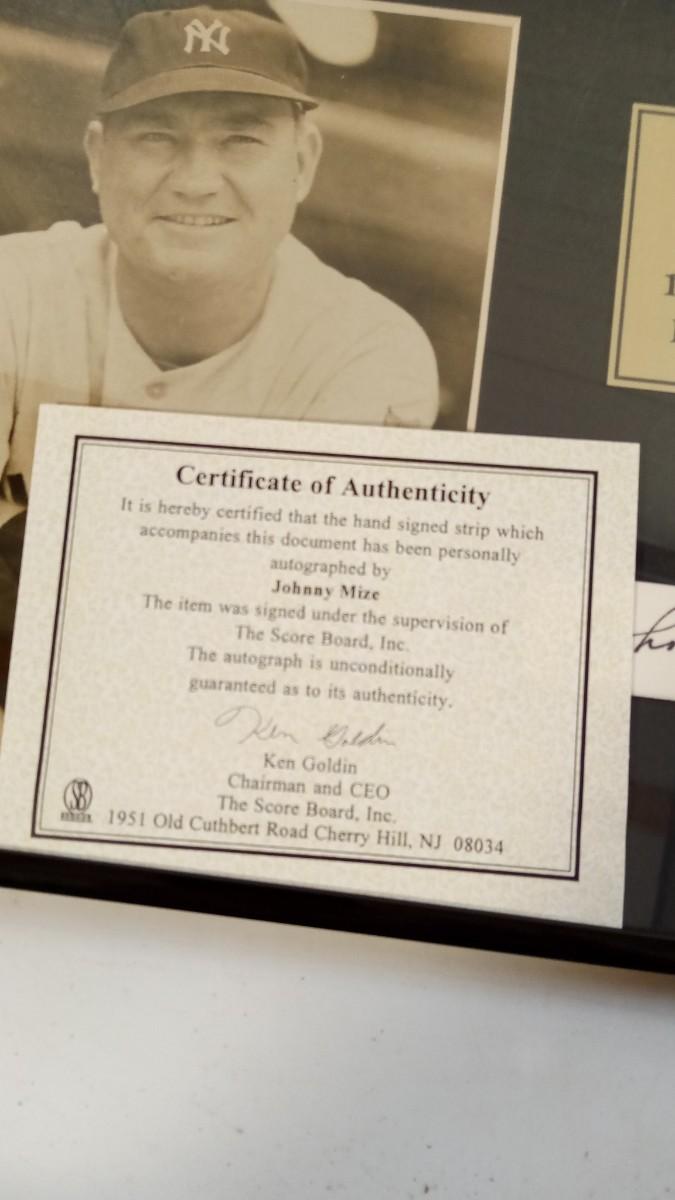 NY
Certificate of Authenticity
It is hereby certified that the hand signed strip which
accompanies this document has been personally
autographed by
Johnny Mize
The item was signed under the supervision of
The Score Board, Inc.
The autograph is unconditionally
guaranteed as to its authenticity.
Ken Goldin
Ken Goldin
Chairman and CEO
The Score Board, Inc.
1951 Old Cuthbert Road Cherry Hill, NJ 08034